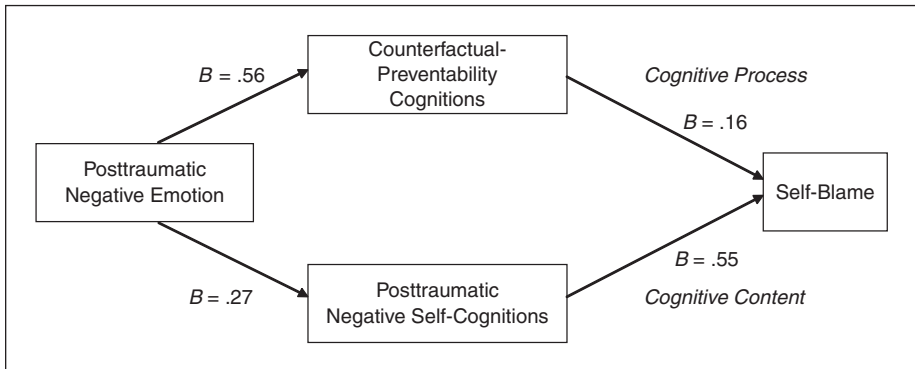 Counterfactual-
Preventability
Cognitions
Cognitive Process
B = .56
B = .16
Posttraumatic
Negative Emotion
Self-Blame
B = .27
Posttraumatic
Negative Self-Cognitions
B = .55
Cognitive Content